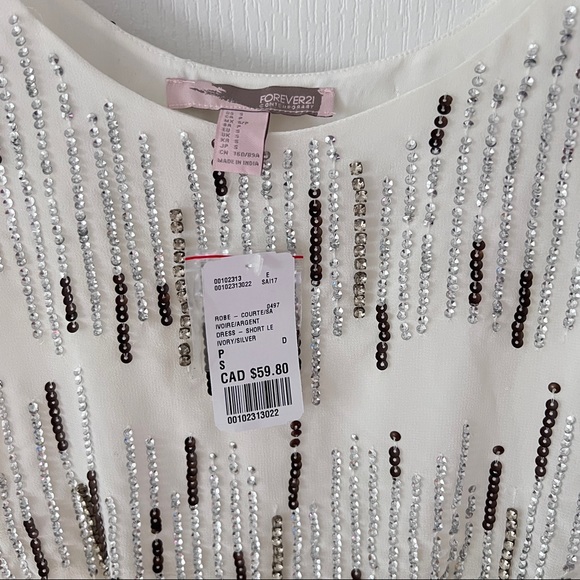 FOREVER21
CONTEMPORARY
MADE IN INDIA
00102313 E
00102313022 SAI17
0497
ROBE - COURTE/SA
IVOIRE/ARGENT
DRESS - SHORT LE
IVORY/SILVER D
P
S
CAD $59.80
00102313022